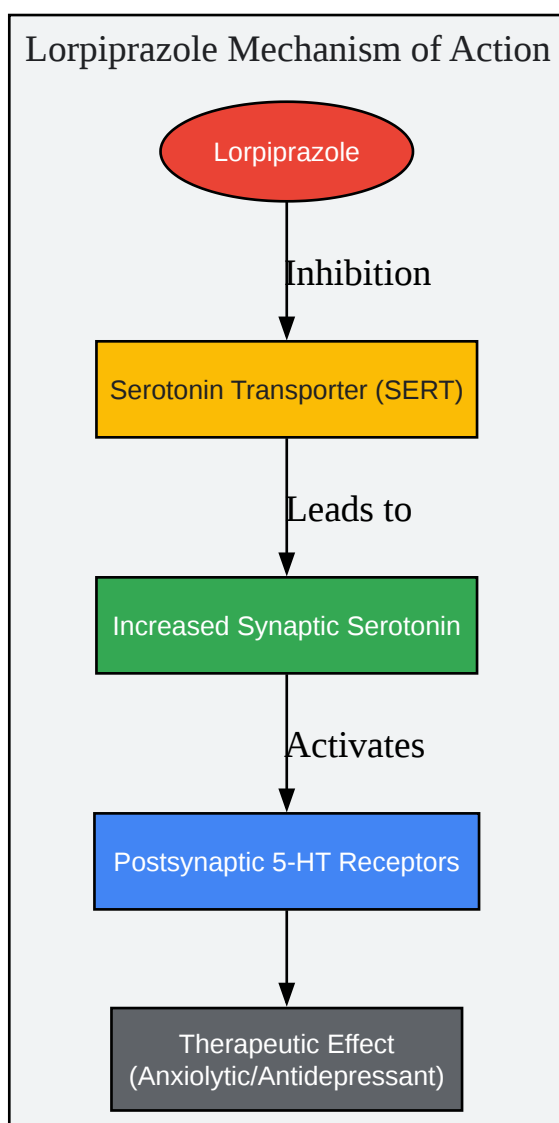 Lorpiprazole Mechanism of Action
Lorpiprazole
Inhibition
Serotonin Transporter (SERT)
Leads to
Increased Synaptic Serotonin
Activates
Postsynaptic 5-HT Receptors
Therapeutic Effect
(Anxiolytic/Antidepressant)